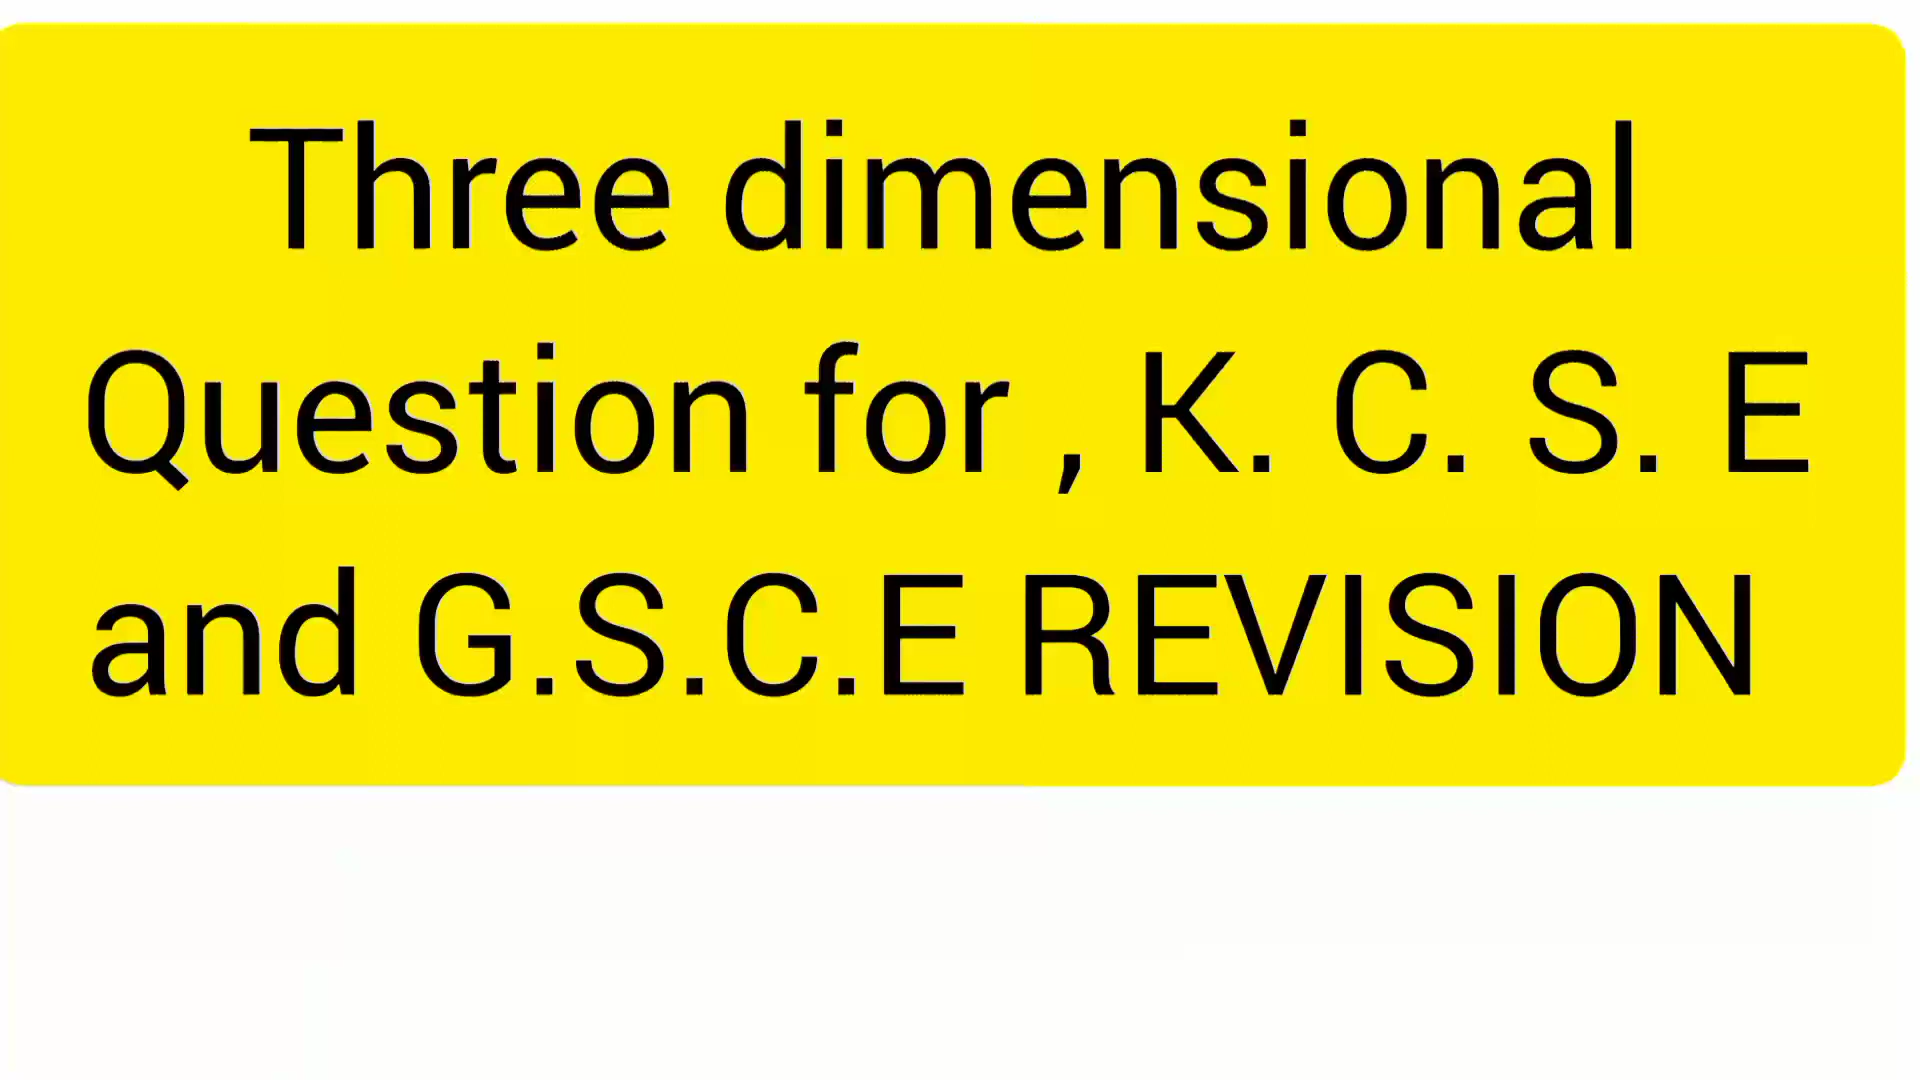 Three dimensional
Question for , K. C. S. E
and G.S.C.E REVISION